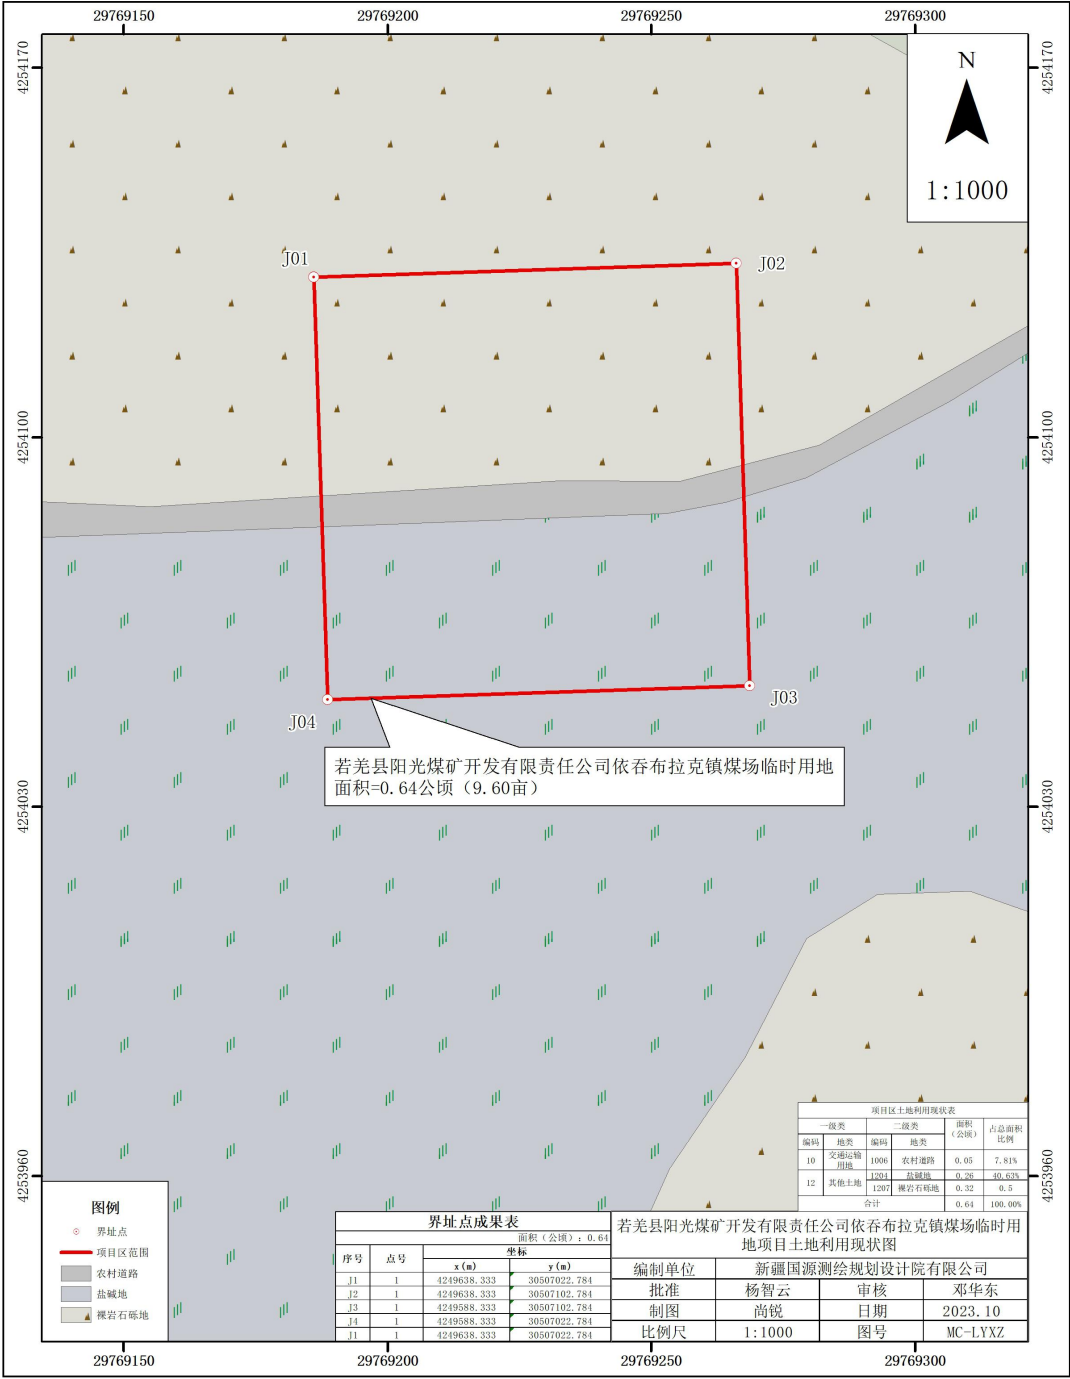 29769150 29769200 29769250 29769300
4254170
4254170
N
1:1000
J01
J02
4254100
4254100
J03
J04
若羌县阳光煤矿开发有限责任公司依吞布拉克镇煤场临时用地
面积=0.64公顷（9.60亩）
4254030
4254030
4253960
4253960
项目区土地利用现状表
一级类 二级类 面积（公顷） 占总面积比例
编码 地类 编码 地类
10 交通运输用地 1006 农村道路 0.05 7.81%
12 其他土地 1204 盐碱地 0.26 40.63%
1207 裸岩石砾地 0.32 0.5
合计 0.64 100.00%
图例
界址点
项目区范围
农村道路
盐碱地
裸岩石砾地
界址点成果表
面积（公顷）: 0.64
序号 点号 坐标
x(m) y(m)
J1 1 4249638.333 30507022.784
J2 1 4249638.333 30507102.784
J3 1 4249588.333 30507102.784
J4 1 4249588.333 30507022.784
J1 1 4249638.333 30507022.784
若羌县阳光煤矿开发有限责任公司依吞布拉克镇煤场临时用
地项目土地利用现状图
编制单位 新疆国源测绘规划设计院有限公司
批准 杨智云 审核 邓华东
制图 尚锐 日期 2023.10
比例尺 1:1000 图号 MC-LYXZ
29769150 29769200 29769250 29769300